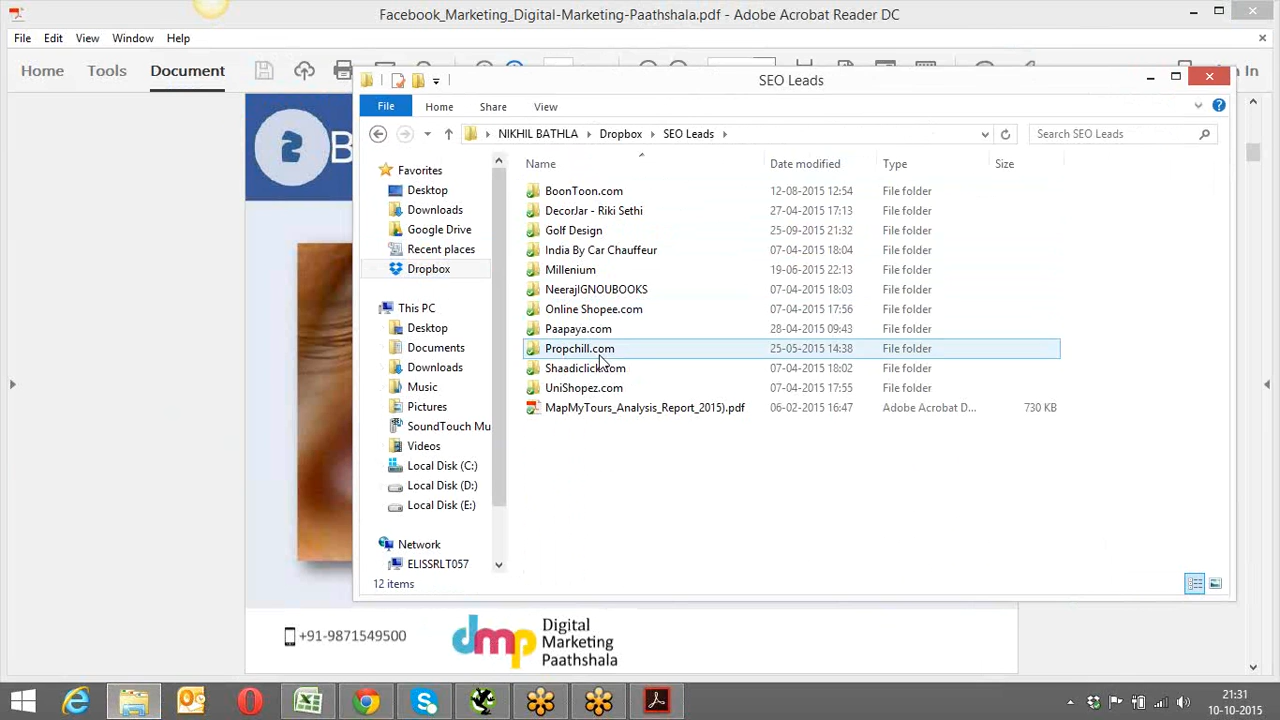 Facebook_Marketing_Digital-Marketing-Paathshala.pdf - Adobe Acrobat Reader DC
File Edit View Window Help
Home Tools Document
In
SEO Leads
File Home Share View
NIKHIL BATHLA Dropbox SEO Leads
Search SEO Leads
Name Date modified Type Size
Favorites
Desktop
Downloads
Google Drive
Recent places
Dropbox
This PC
Desktop
Documents
Downloads
Music
Pictures
SoundTouch Mu
Videos
Local Disk (C:)
Local Disk (D:)
Local Disk (E:)
Network
ELISSRLT057
BoonToon.com 12-08-2015 12:54 File folder
DecorJar - Riki Sethi 27-04-2015 17:13 File folder
Golf Design 25-09-2015 21:32 File folder
India By Car Chauffeur 07-04-2015 18:04 File folder
Millenium 19-06-2015 22:13 File folder
NeerajIGNOUBOOKS 07-04-2015 18:03 File folder
Online Shopee.com 07-04-2015 17:56 File folder
Paapaya.com 28-04-2015 09:43 File folder
Propchill.com 25-05-2015 14:38 File folder
Shaadiclick.com 07-04-2015 18:02 File folder
UniShopez.com 07-04-2015 17:55 File folder
MapMyTours_Analysis_Report_2015).pdf 06-02-2015 16:47 Adobe Acrobat D... 730 KB
12 items
2 B
+91-9871549500
dmp Digital
Marketing
Paathshala
21:31
10-10-2015